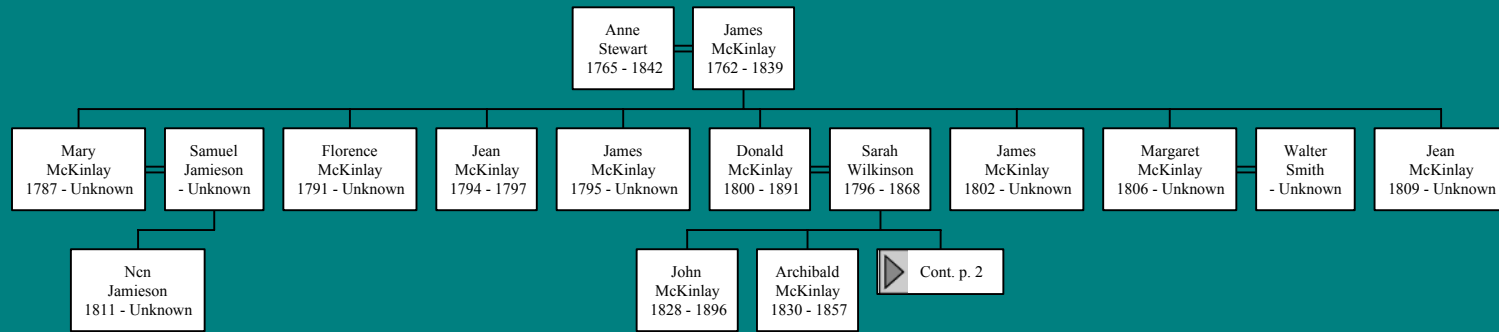 Anne
Stewart
1765 - 1842
James
McKinlay
1762 - 1839
Mary
McKinlay
1787 - Unknown
Samuel
Jamieson
- Unknown
Florence
McKinlay
1791 - Unknown
Jean
McKinlay
1794 - 1797
James
McKinlay
1795 - Unknown
Donald
McKinlay
1800 - 1891
Sarah
Wilkinson
1796 - 1868
James
McKinlay
1802 - Unknown
Margaret
McKinlay
1806 - Unknown
Walter
Smith
- Unknown
Jean
McKinlay
1809 - Unknown
Ncn
Jamieson
1811 - Unknown
John
McKinlay
1828 - 1896
Archibald
McKinlay
1830 - 1857
Cont. p. 2